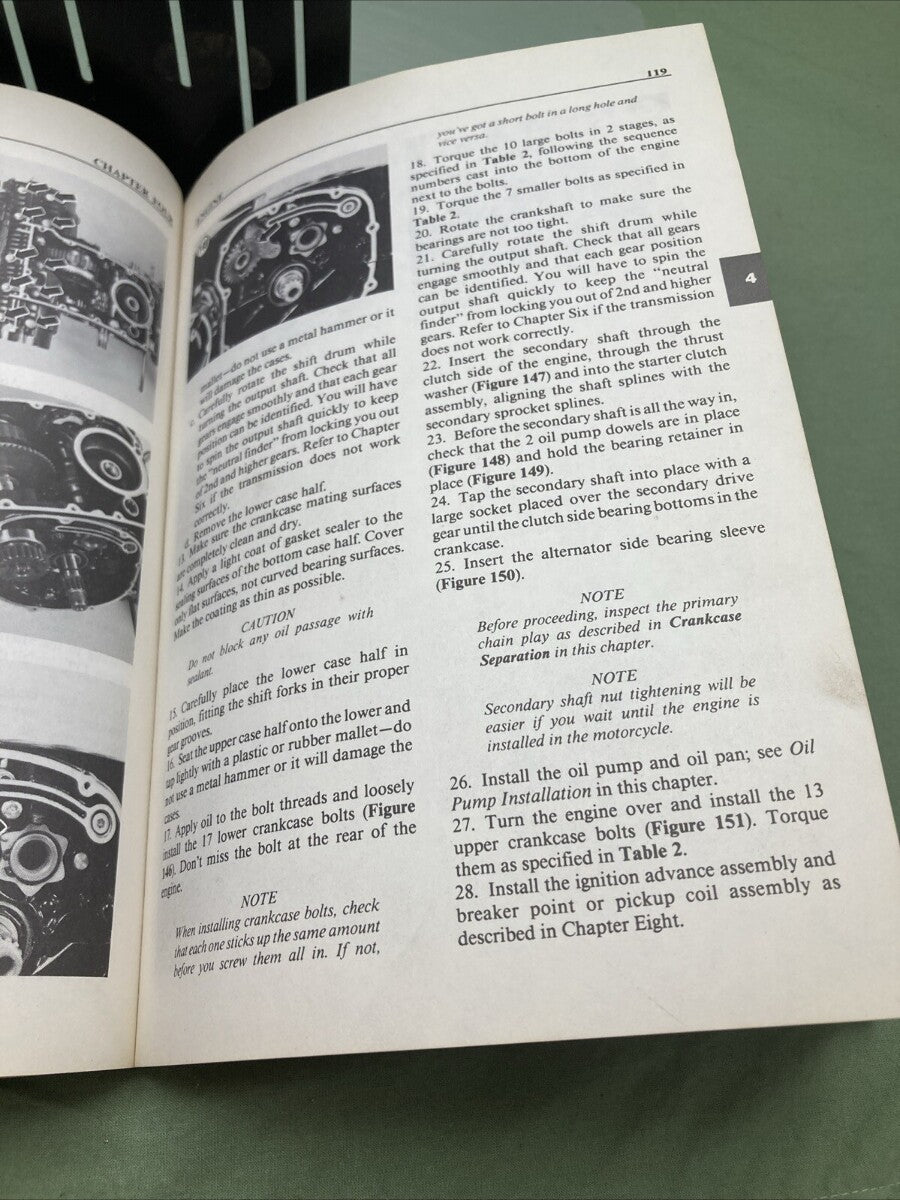 CHAPTER FOUR
ENGINE
119
mallet—do not use a metal hammer or it
will damage the cases.
c. Carefully rotate the shift drum while
turning the output shaft. Check that all
gears engage smoothly and that each gear
position can be identified. You will have
to spin the output shaft quickly to keep
the "neutral finder" from locking you out
of 2nd and higher gears. Refer to Chapter
Six if the transmission does not work
correctly.
d. Remove the lower case half.
13. Make sure the crankcase mating surfaces
are completely clean and dry.
14. Apply a light coat of gasket sealer to the
sealing surfaces of the bottom case half. Cover
only flat surfaces, not curved bearing surfaces.
Make the coating as thin as possible.
CAUTION
Do not block any oil passage with
sealant.
15. Carefully place the lower case half in
position, fitting the shift forks in their proper
gear grooves.
16. Seat the upper case half onto the lower and
tap lightly with a plastic or rubber mallet—do
not use a metal hammer or it will damage the
cases.
17. Apply oil to the bolt threads and loosely
install the 17 lower crankcase bolts (Figure
146). Don't miss the bolt at the rear of the
engine.
NOTE
When installing crankcase bolts, check
that each one sticks up the same amount
before you screw them all in. If not,
you've got a short bolt in a long hole and
vice versa.
18. Torque the 10 large bolts in 2 stages, as
specified in Table 2, following the sequence
numbers cast into the bottom of the engine
next to the bolts.
19. Torque the 7 smaller bolts as specified in
Table 2.
20. Rotate the crankshaft to make sure the
bearings are not too tight.
21. Carefully rotate the shift drum while
turning the output shaft. Check that all gears
engage smoothly and that each gear position
can be identified. You will have to spin the
output shaft quickly to keep the "neutral
finder" from locking you out of 2nd and higher
gears. Refer to Chapter Six if the transmission
does not work correctly.
22. Insert the secondary shaft through the
clutch side of the engine, through the thrust
washer (Figure 147) and into the starter clutch
assembly, aligning the shaft splines with the
secondary sprocket splines.
23. Before the secondary shaft is all the way in,
check that the 2 oil pump dowels are in place
(Figure 148) and hold the bearing retainer in
place (Figure 149).
24. Tap the secondary shaft into place with a
large socket placed over the secondary drive
gear until the clutch side bearing bottoms in the
crankcase.
25. Insert the alternator side bearing sleeve
(Figure 150).
NOTE
Before proceeding, inspect the primary
chain play as described in Crankcase
Separation in this chapter.
NOTE
Secondary shaft nut tightening will be
easier if you wait until the engine is
installed in the motorcycle.
26. Install the oil pump and oil pan; see Oil
Pump Installation in this chapter.
27. Turn the engine over and install the 13
upper crankcase bolts (Figure 151). Torque
them as specified in Table 2.
28. Install the ignition advance assembly and
breaker point or pickup coil assembly as
described in Chapter Eight.
4